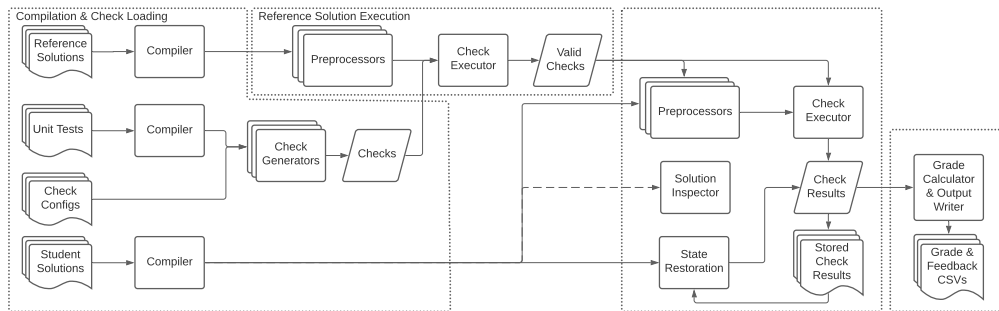 Compilation & Check Loading
Reference Solution Execution
Reference
Solutions
Compiler
Preprocessors
Check
Executor
Valid
Checks
Unit Tests
Compiler
Check
Generators
Checks
Check
Configs
Student
Solutions
Compiler
Preprocessors
Check
Executor
Solution
Inspector
Check
Results
State
Restoration
Stored
Check
Results
Grade
Calculator
& Output
Writer
Grade &
Feedback
CSVs